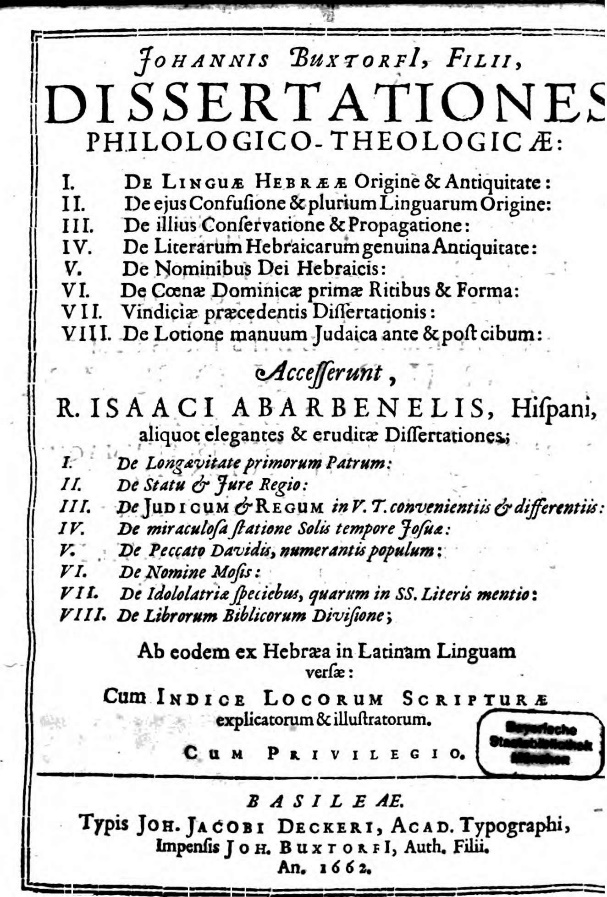 JOHANNIS BUXTORFI, FILII,
DISSERTATIONES
PHILOLOGICO-THEOLOGICÆ:
I. DE LINGUÆ HEBRÆÆ Origine & Antiquitate:
II. De ejus Confuſione & plurium Linguarum Origine:
III. De illius Conſervatione & Propagatione:
IV. De Literarum Hebraicarum genuina Antiquitate:
V. De Nominibus Dei Hebraicis:
VI. De Cœnæ Dominicæ primæ Ritibus & Forma:
VII. Vindiciæ præcedentis Diſſertationis:
VIII. De Lotione manuum Judaica ante & poſt cibum:
Acceſſerunt,
R. ISAACI ABARBENELIS, Hiſpani,
aliquot elegantes & eruditæ Diſſertationes;
I. De Longævitate primorum Patrum:
II. De Statu & Jure Regio:
III. De JUDICUM & REGUM in V. T. convenientiis & differentiis:
IV. De miraculoſa ſtatione Solis tempore Joſuæ:
V. De Peccato Davidis, numerantis populum:
VI. De Nomine Moſis:
VII. De Idololatriæ ſpeciebus, quarum in SS. Literis mentio:
VIII. De Librorum Biblicorum Diviſione;
Ab eodem ex Hebræa in Latinam Linguam
verſæ:
Cum INDICE LOCORUM SCRIPTURÆ
explicatorum & illuſtratorum.
Bayerische
Staatsbibliothek
München
CUM PRIVILEGIO.
BASILEÆ.
Typis JOH. JACOBI DECKERI, ACAD. Typographi,
Impenſis JOH. BUXTORFI, Auth. Filii.
An. 1662.